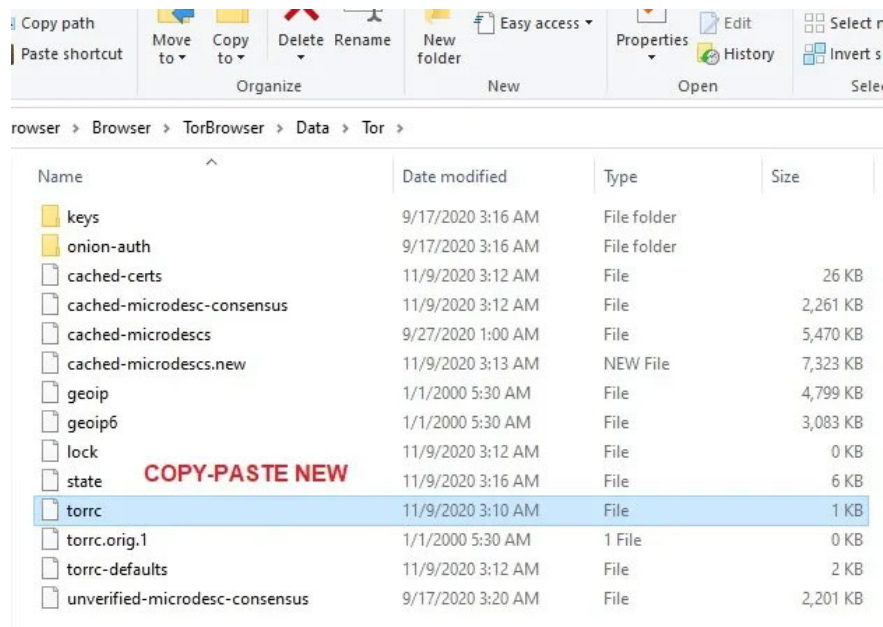 Copy path
Paste shortcut
Move to
Copy to
Delete
Rename
Organize
New folder
Easy access
New
Properties
Edit
History
Open
Select
Invert s
Selec
rowser > Browser > TorBrowser > Data > Tor >
Name Date modified Type Size
keys 9/17/2020 3:16 AM File folder
onion-auth 9/17/2020 3:16 AM File folder
cached-certs 11/9/2020 3:12 AM File 26 KB
cached-microdesc-consensus 11/9/2020 3:12 AM File 2,261 KB
cached-microdescs 9/27/2020 1:00 AM File 5,470 KB
cached-microdescs.new 11/9/2020 3:13 AM NEW File 7,323 KB
geoip 1/1/2000 5:30 AM File 4,799 KB
geoip6 1/1/2000 5:30 AM File 3,083 KB
lock 11/9/2020 3:12 AM File 0 KB
COPY-PASTE NEW
state 11/9/2020 3:16 AM File 6 KB
torrc 11/9/2020 3:10 AM File 1 KB
torrc.orig.1 1/1/2000 5:30 AM 1 File 0 KB
torrc-defaults 11/9/2020 3:12 AM File 2 KB
unverified-microdesc-consensus 9/17/2020 3:20 AM File 2,201 KB